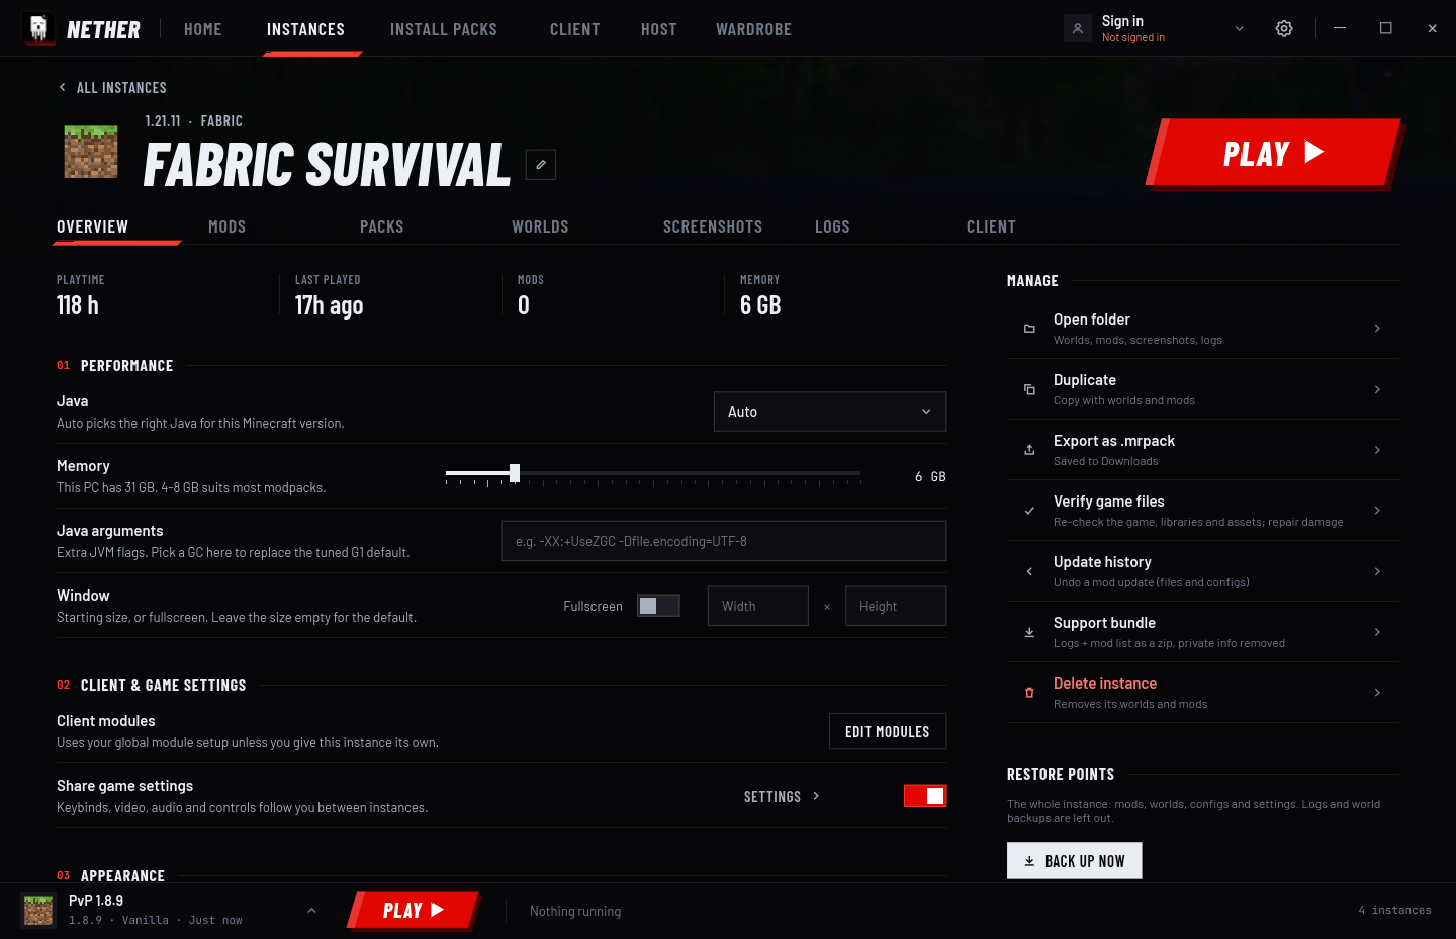 NETHER
HOME
INSTANCES
INSTALL PACKS
CLIENT
HOST
WARDROBE
Sign in
Not signed in
ALL INSTANCES
1.21.11 · FABRIC
FABRIC SURVIVAL
PLAY
OVERVIEW
MODS
PACKS
WORLDS
SCREENSHOTS
LOGS
CLIENT
PLAYTIME
118 h
LAST PLAYED
17h ago
MODS
0
MEMORY
6 GB
01 PERFORMANCE
Java
Auto picks the right Java for this Minecraft version.
Auto
Memory
This PC has 31 GB. 4-8 GB suits most modpacks.
6 GB
Java arguments
Extra JVM flags. Pick a GC here to replace the tuned G1 default.
e.g. -XX:+UseZGC -Dfile.encoding=UTF-8
Window
Starting size, or fullscreen. Leave the size empty for the default.
Fullscreen
Width
×
Height
02 CLIENT & GAME SETTINGS
Client modules
Uses your global module setup unless you give this instance its own.
EDIT MODULES
Share game settings
Keybinds, video, audio and controls follow you between instances.
SETTINGS
03 APPEARANCE
MANAGE
Open folder
Worlds, mods, screenshots, logs
Duplicate
Copy with worlds and mods
Export as .mrpack
Saved to Downloads
Verify game files
Re-check the game, libraries and assets; repair damage
Update history
Undo a mod update (files and configs)
Support bundle
Logs + mod list as a zip, private info removed
Delete instance
Removes its worlds and mods
RESTORE POINTS
The whole instance: mods, worlds, configs and settings. Logs and world
backups are left out.
BACK UP NOW
PvP 1.8.9
1.8.9 · Vanilla · Just now
PLAY
Nothing running
4 instances